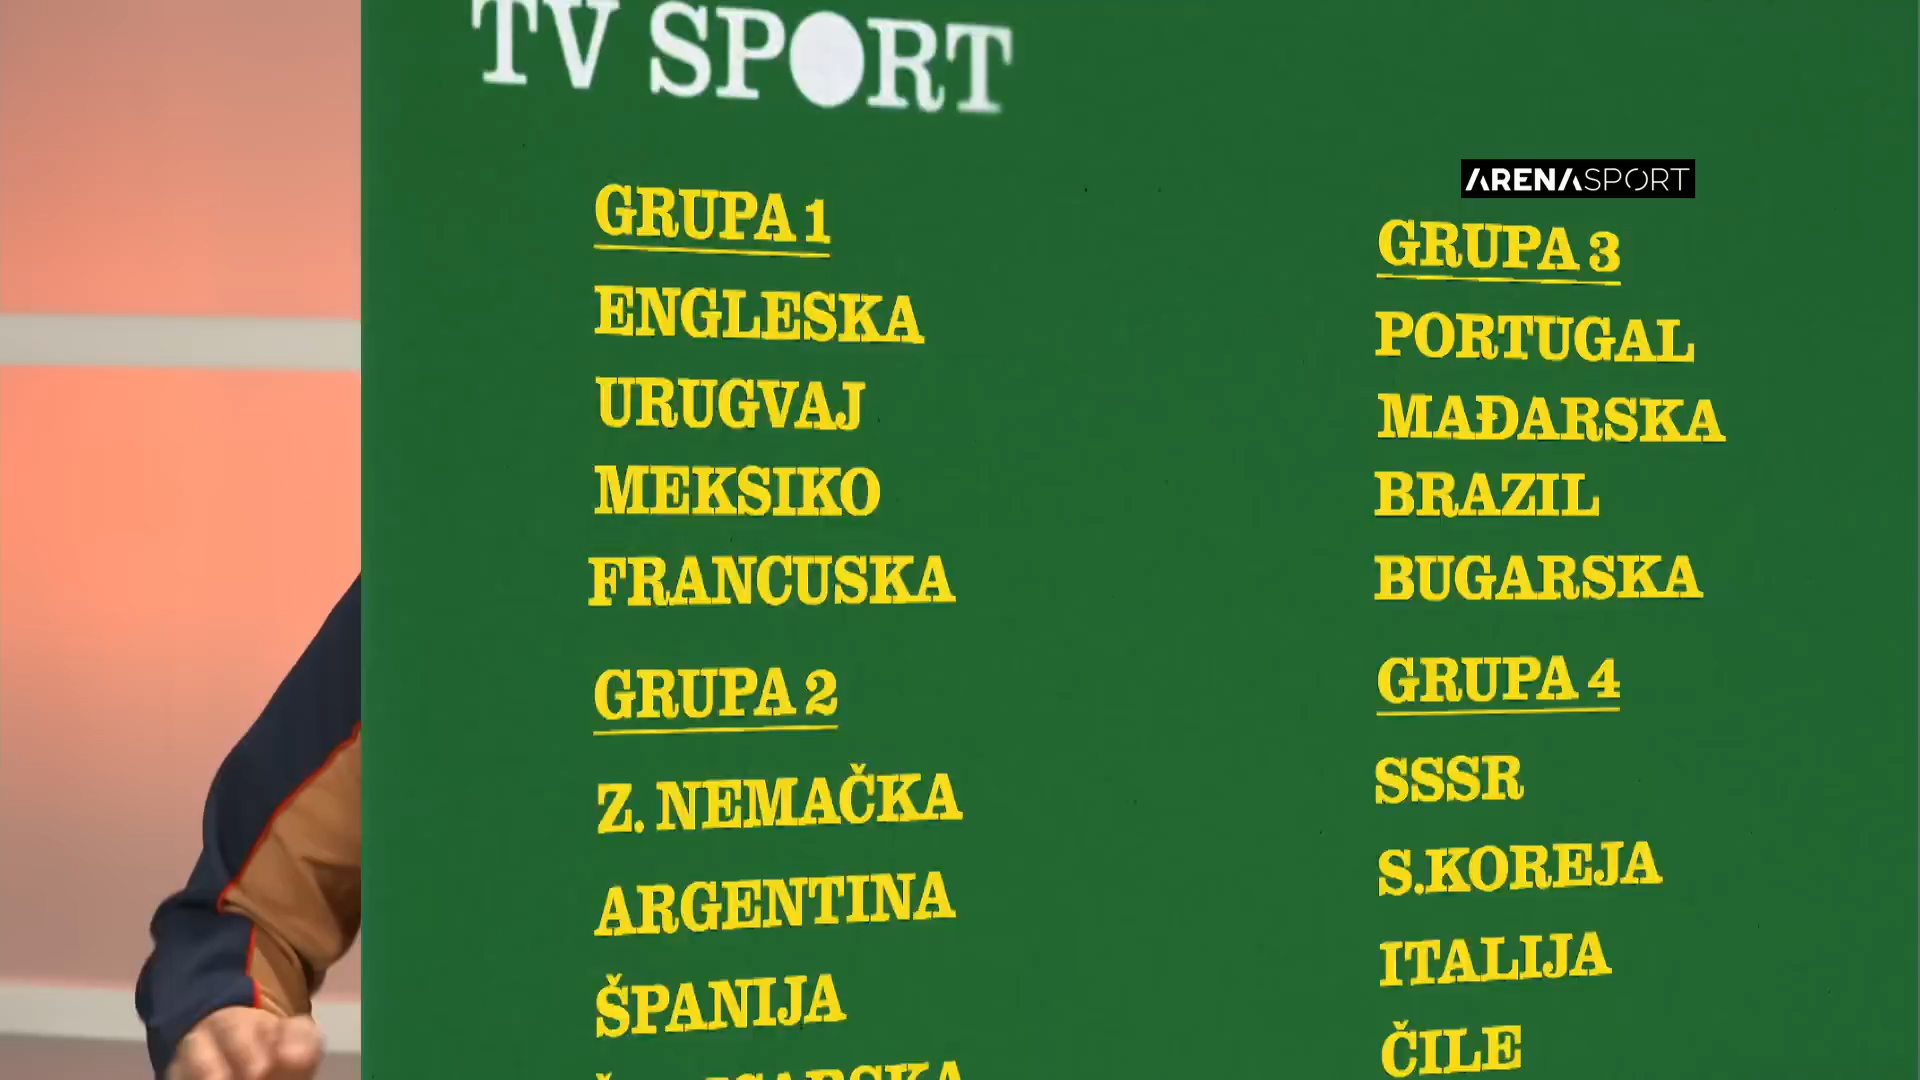 TV SPORT
ARENASPORT
GRUPA 1
ENGLESKA
URUGVAJ
MEKSIKO
FRANCUSKA
GRUPA 2
Z. NEMAČKA
ARGENTINA
ŠPANIJA
GRUPA 3
PORTUGAL
MAĐARSKA
BRAZIL
BUGARSKA
GRUPA 4
SSSR
S.KOREJA
ITALIJA
ČILE